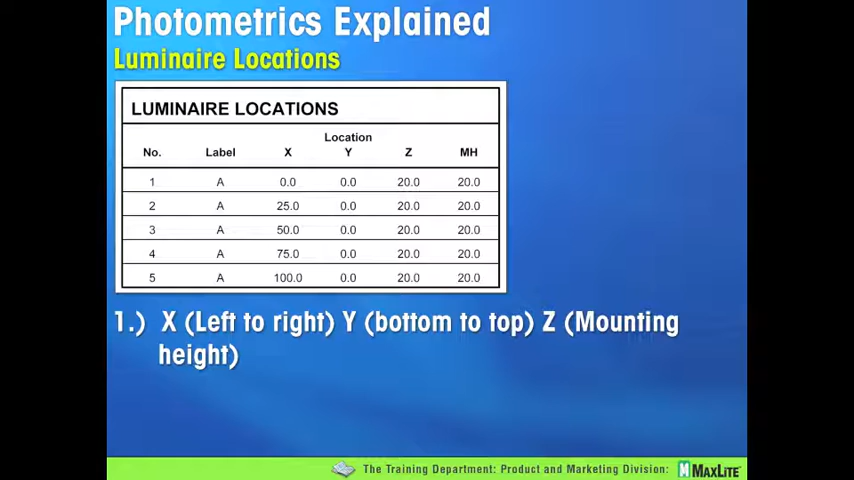 Photometrics Explained
Luminaire Locations
LUMINAIRE LOCATIONS
Location
No. Label X Y Z MH
1 A 0.0 0.0 20.0 20.0
2 A 25.0 0.0 20.0 20.0
3 A 50.0 0.0 20.0 20.0
4 A 75.0 0.0 20.0 20.0
5 A 100.0 0.0 20.0 20.0
1.) X (Left to right) Y (bottom to top) Z (Mounting
height)
The Training Department: Product and Marketing Division: MAXLITE